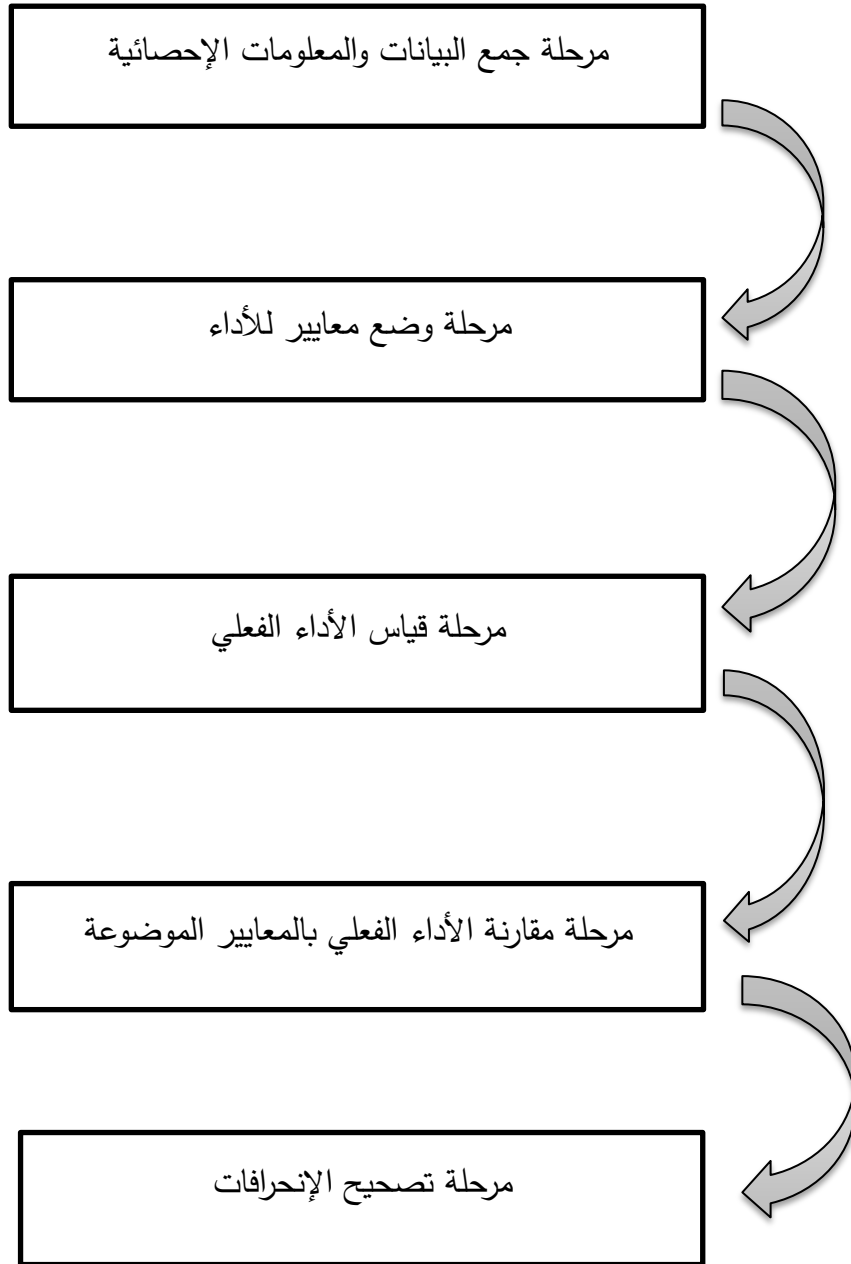 مرحلة جمع البيانات والمعلومات الإحصائية
مرحلة وضع معايير للأداء
مرحلة قياس الأداء الفعلي
مرحلة مقارنة الأداء الفعلي بالمعايير الموضوعة
مرحلة تصحيح الإنحرافات